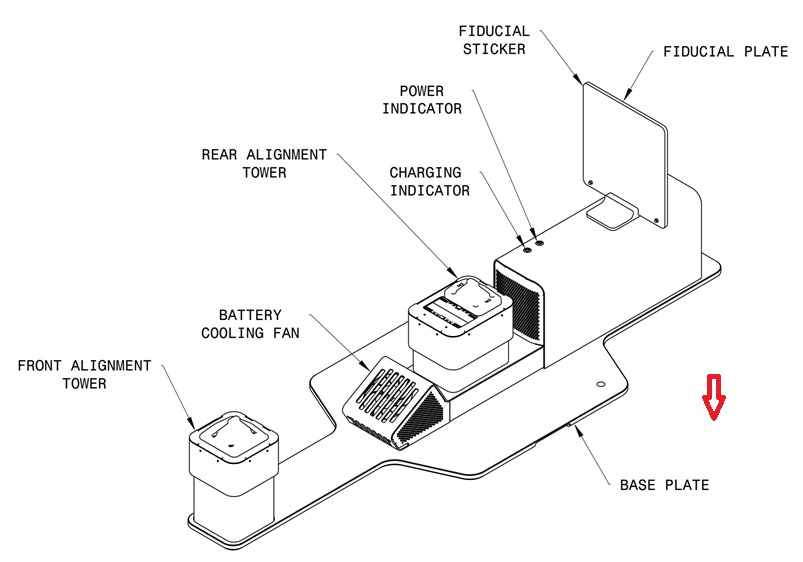 FIDUCIAL
STICKER
FIDUCIAL PLATE
POWER
INDICATOR
REAR ALIGNMENT
TOWER
CHARGING
INDICATOR
BATTERY
COOLING FAN
FRONT ALIGNMENT
TOWER
BASE PLATE